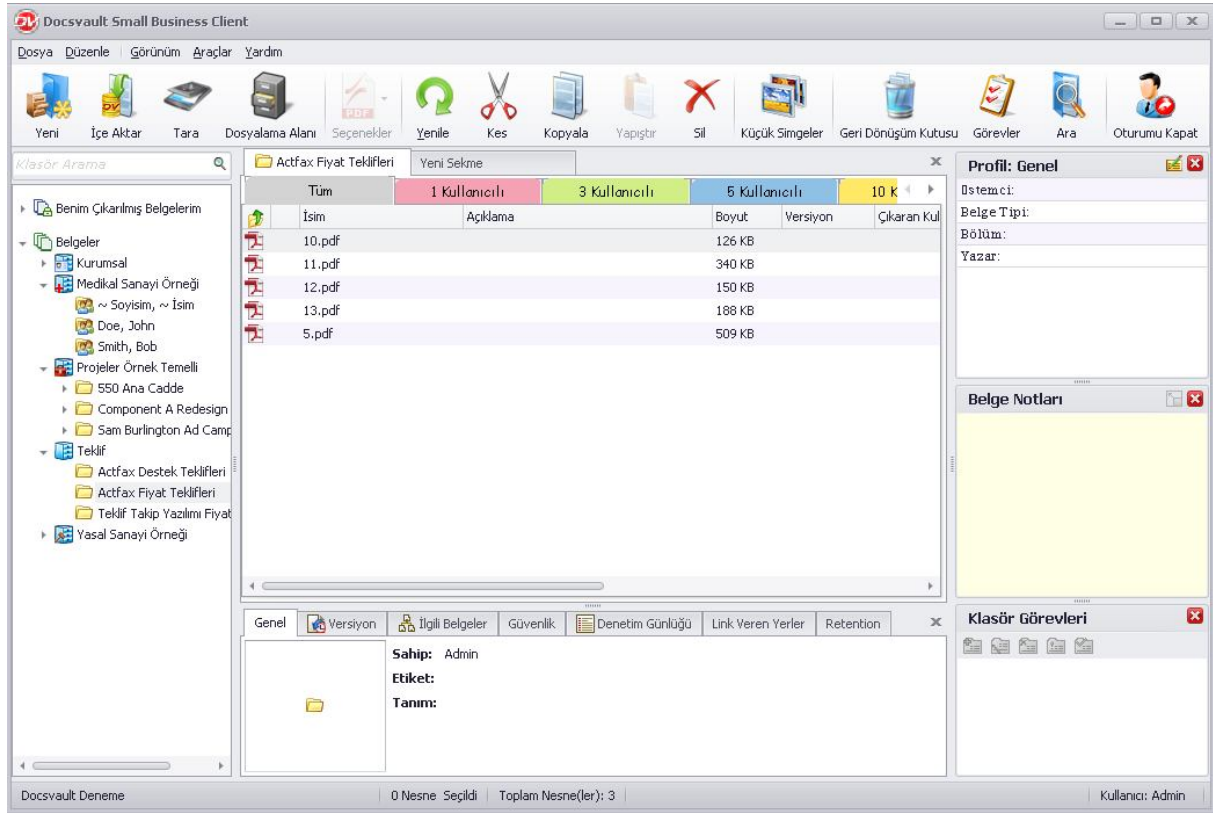 Docsvault Small Business Client
Dosya Düzenle Görünüm Araçlar Yardım
Yeni İçe Aktar Tara Dosyalama Alanı Seçenekler Yenile Kes Kopyala Yapıştır Sil Küçük Simgeler Geri Dönüşüm Kutusu Görevler Ara Oturumu Kapat
Klasör Arama
Benim Çıkarılmış Belgelerim
Belgeler
Kurumsal
Medikal Sanayi Örneği
~ Soyisim, ~ İsim
Doe, John
Smith, Bob
Projeler Örnek Temelli
550 Ana Cadde
Component A Redesign
Sam Burlington Ad Camp
Teklif
Actfax Destek Teklifleri
Actfax Fiyat Teklifleri
Teklif Takip Yazılımı Fiyat
Yasal Sanayi Örneği
Actfax Fiyat Teklifleri Yeni Sekme
Tüm 1 Kullanıcılı 3 Kullanıcılı 5 Kullanıcılı 10 K
İsim Açıklama Boyut Versiyon Çıkaran Kul
10.pdf 126 KB
11.pdf 340 KB
12.pdf 150 KB
13.pdf 188 KB
5.pdf 509 KB
Genel Versiyon İlgili Belgeler Güvenlik Denetim Günlüğü Link Veren Yerler Retention
Sahip: Admin
Etiket:
Tanım:
Profil: Genel
İstemci:
Belge Tipi:
Bölüm:
Yazar:
Belge Notları
Klasör Görevleri
Docsvault Deneme 0 Nesne Seçildi Toplam Nesne(ler): 3 Kullanıcı: Admin